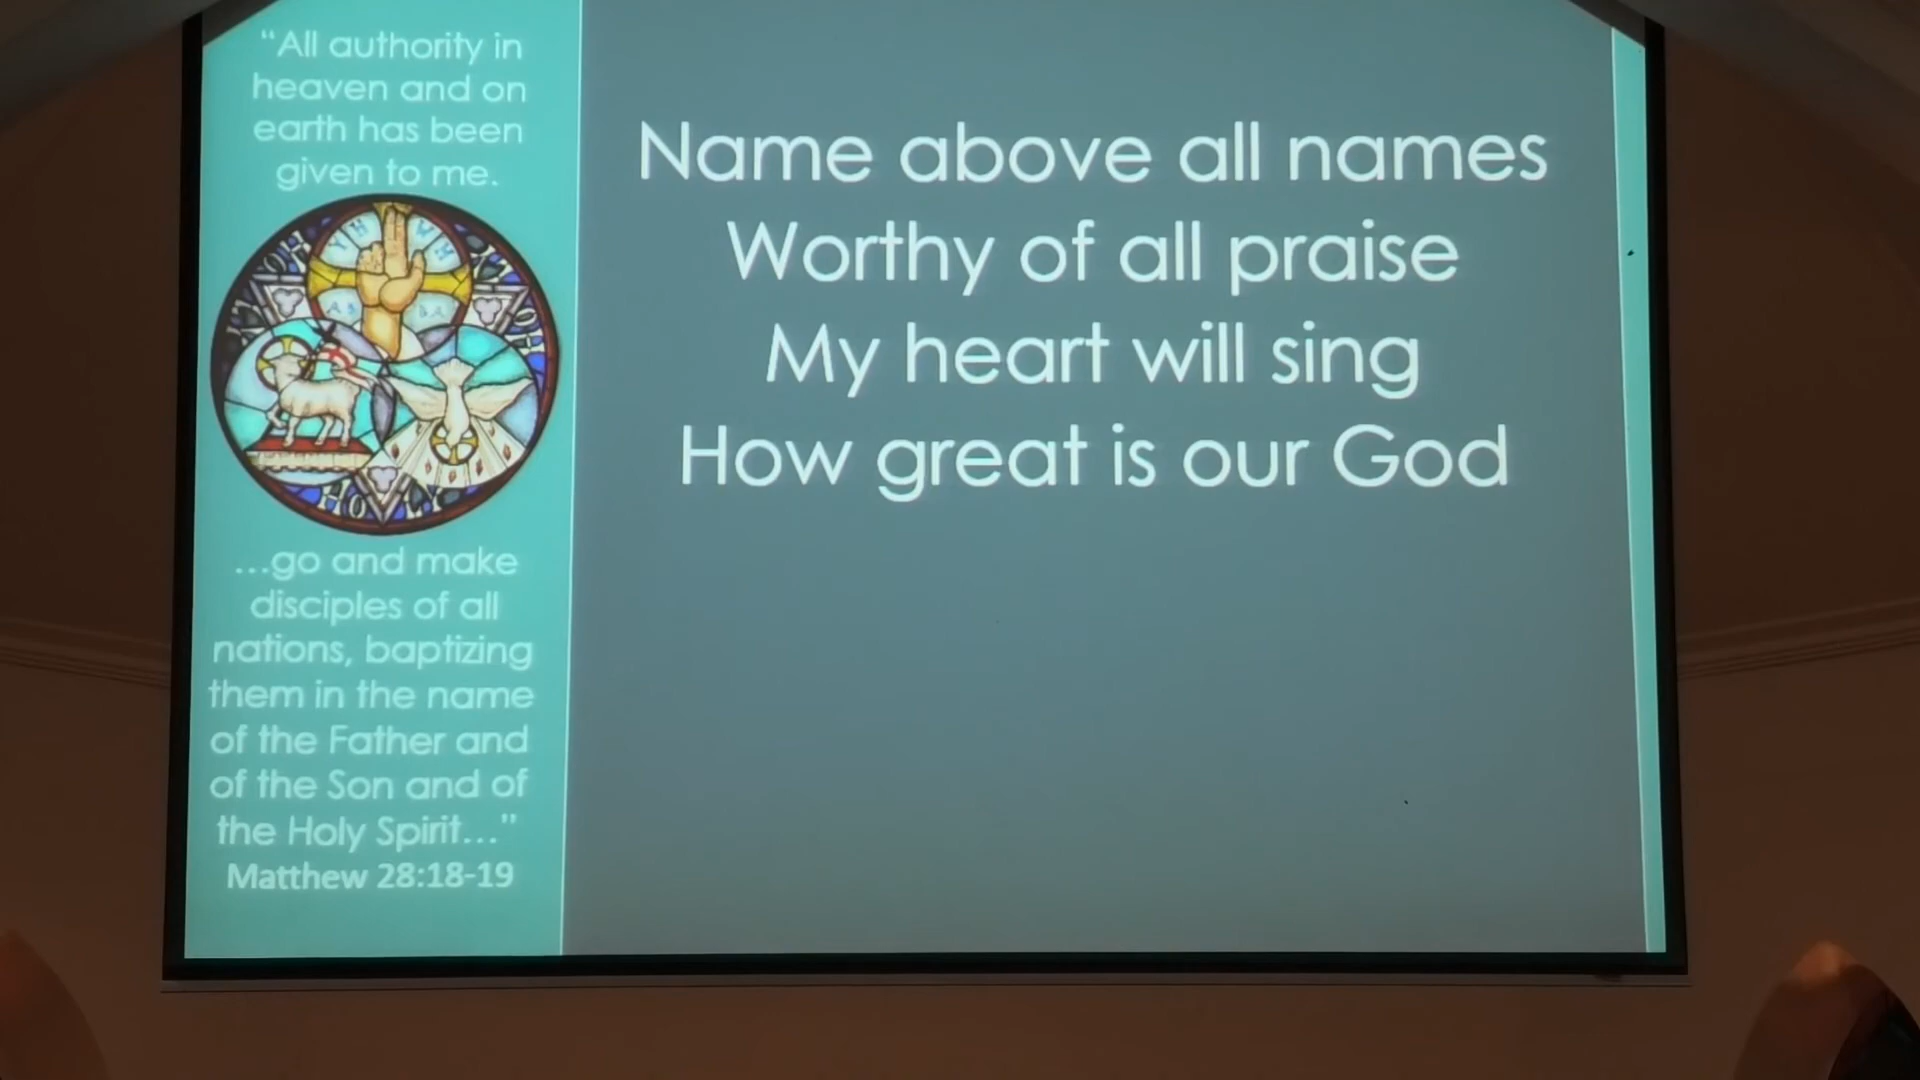 “All authority in
heaven and on
earth has been
given to me.
…go and make
disciples of all
nations, baptizing
them in the name
of the Father and
of the Son and of
the Holy Spirit…”
Matthew 28:18-19
Name above all names
Worthy of all praise
My heart will sing
How great is our God